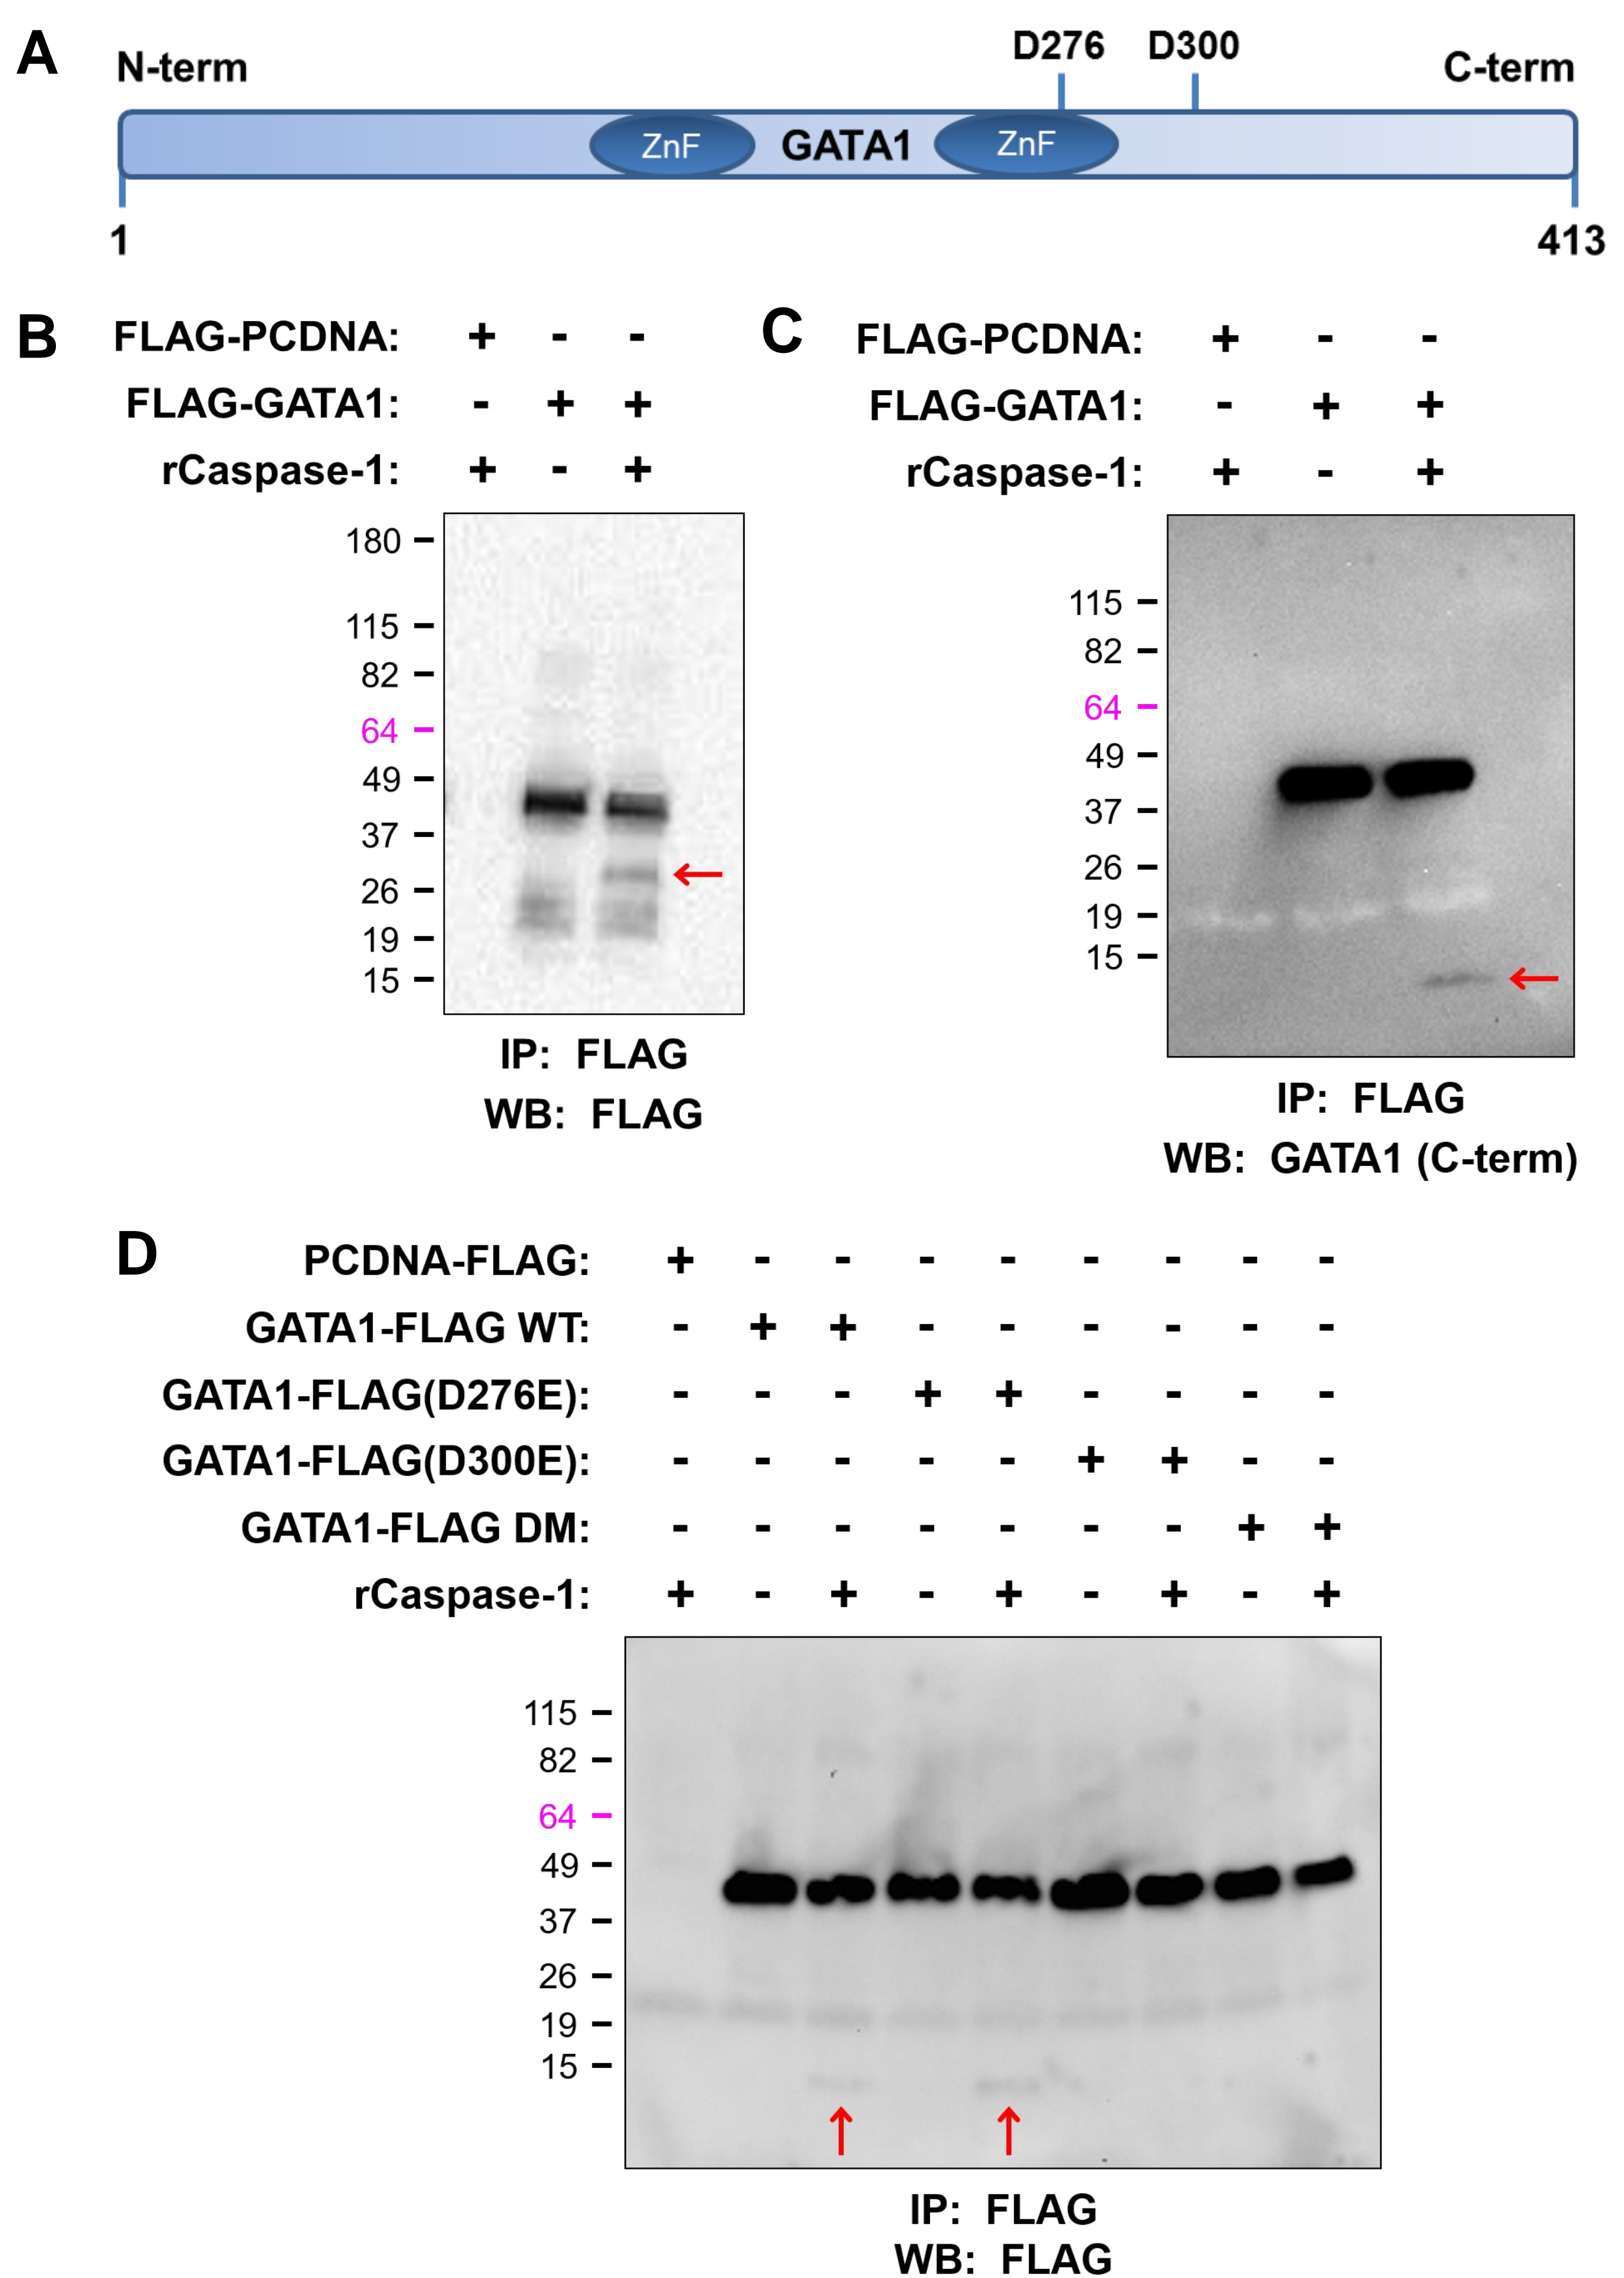 A
N-term
D276
D300
C-term
ZnF
GATA1
ZnF
1
413
B
FLAG-PCDNA: + - -
FLAG-GATA1: - + +
rCaspase-1: + - +
180
115
82
64
49
37
26
19
15
IP: FLAG
WB: FLAG
C
FLAG-PCDNA: + - -
FLAG-GATA1: - + +
rCaspase-1: + - +
115
82
64
49
37
26
19
15
IP: FLAG
WB: GATA1 (C-term)
D
PCDNA-FLAG: + - - - - - - - -
GATA1-FLAG WT: - + + - - - - - -
GATA1-FLAG(D276E): - - - + + - - - -
GATA1-FLAG(D300E): - - - - - + + - -
GATA1-FLAG DM: - - - - - - - + +
rCaspase-1: + - + - + - + - +
115
82
64
49
37
26
19
15
IP: FLAG
WB: FLAG